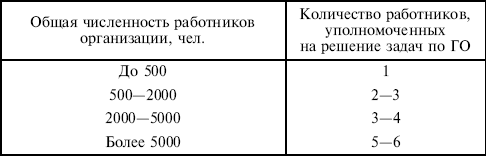 Общая численность работников
организации, чел.
Количество работников,
уполномоченных
на решение задач по ГО
До 500
1
500—2000
2—3
2000—5000
3—4
Более 5000
5—6